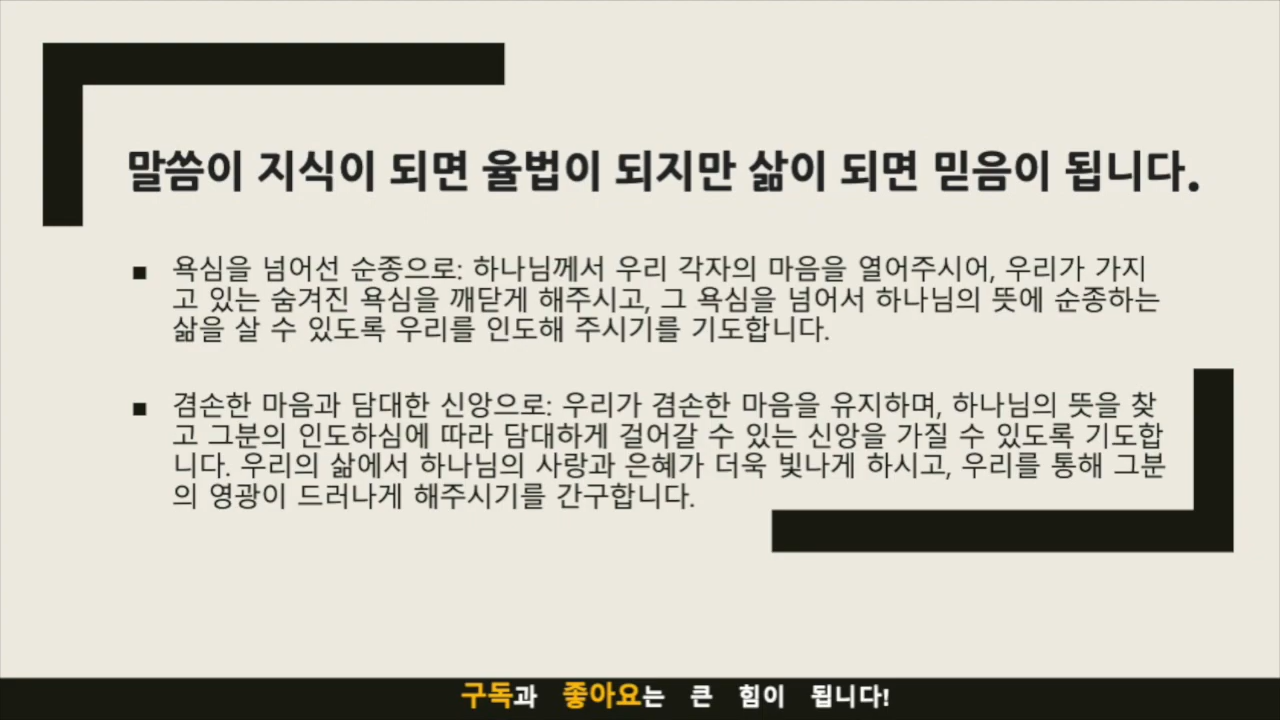 말씀이 지식이 되면 율법이 되지만 삶이 되면 믿음이 됩니다.
■ 욕심을 넘어선 순종으로: 하나님께서 우리 각자의 마음을 열어주시어, 우리가 가지
고 있는 숨겨진 욕심을 깨닫게 해주시고, 그 욕심을 넘어서 하나님의 뜻에 순종하는
삶을 살 수 있도록 우리를 인도해 주시기를 기도합니다.
■ 겸손한 마음과 담대한 신앙으로: 우리가 겸손한 마음을 유지하며, 하나님의 뜻을 찾
고 그분의 인도하심에 따라 담대하게 걸어갈 수 있는 신앙을 가질 수 있도록 기도합
니다. 우리의 삶에서 하나님의 사랑과 은혜가 더욱 빛나게 하시고, 우리를 통해 그분
의 영광이 드러나게 해주시기를 간구합니다.
구독과 좋아요는 큰 힘이 됩니다!